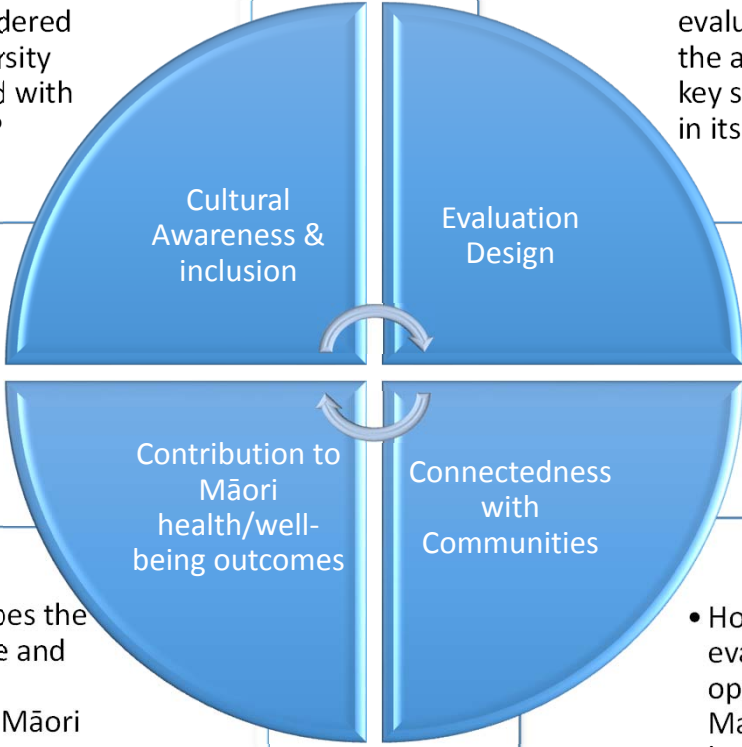 dered
rsity
d with
?
evalu
the a
key s
in its
Cultural
Awareness &
inclusion
Evaluation
Design
Contribution to
Māori
health/well-
being outcomes
Connectedness
with
Communities
bes the
e and
Māori
• Ho
eva
op
Mā